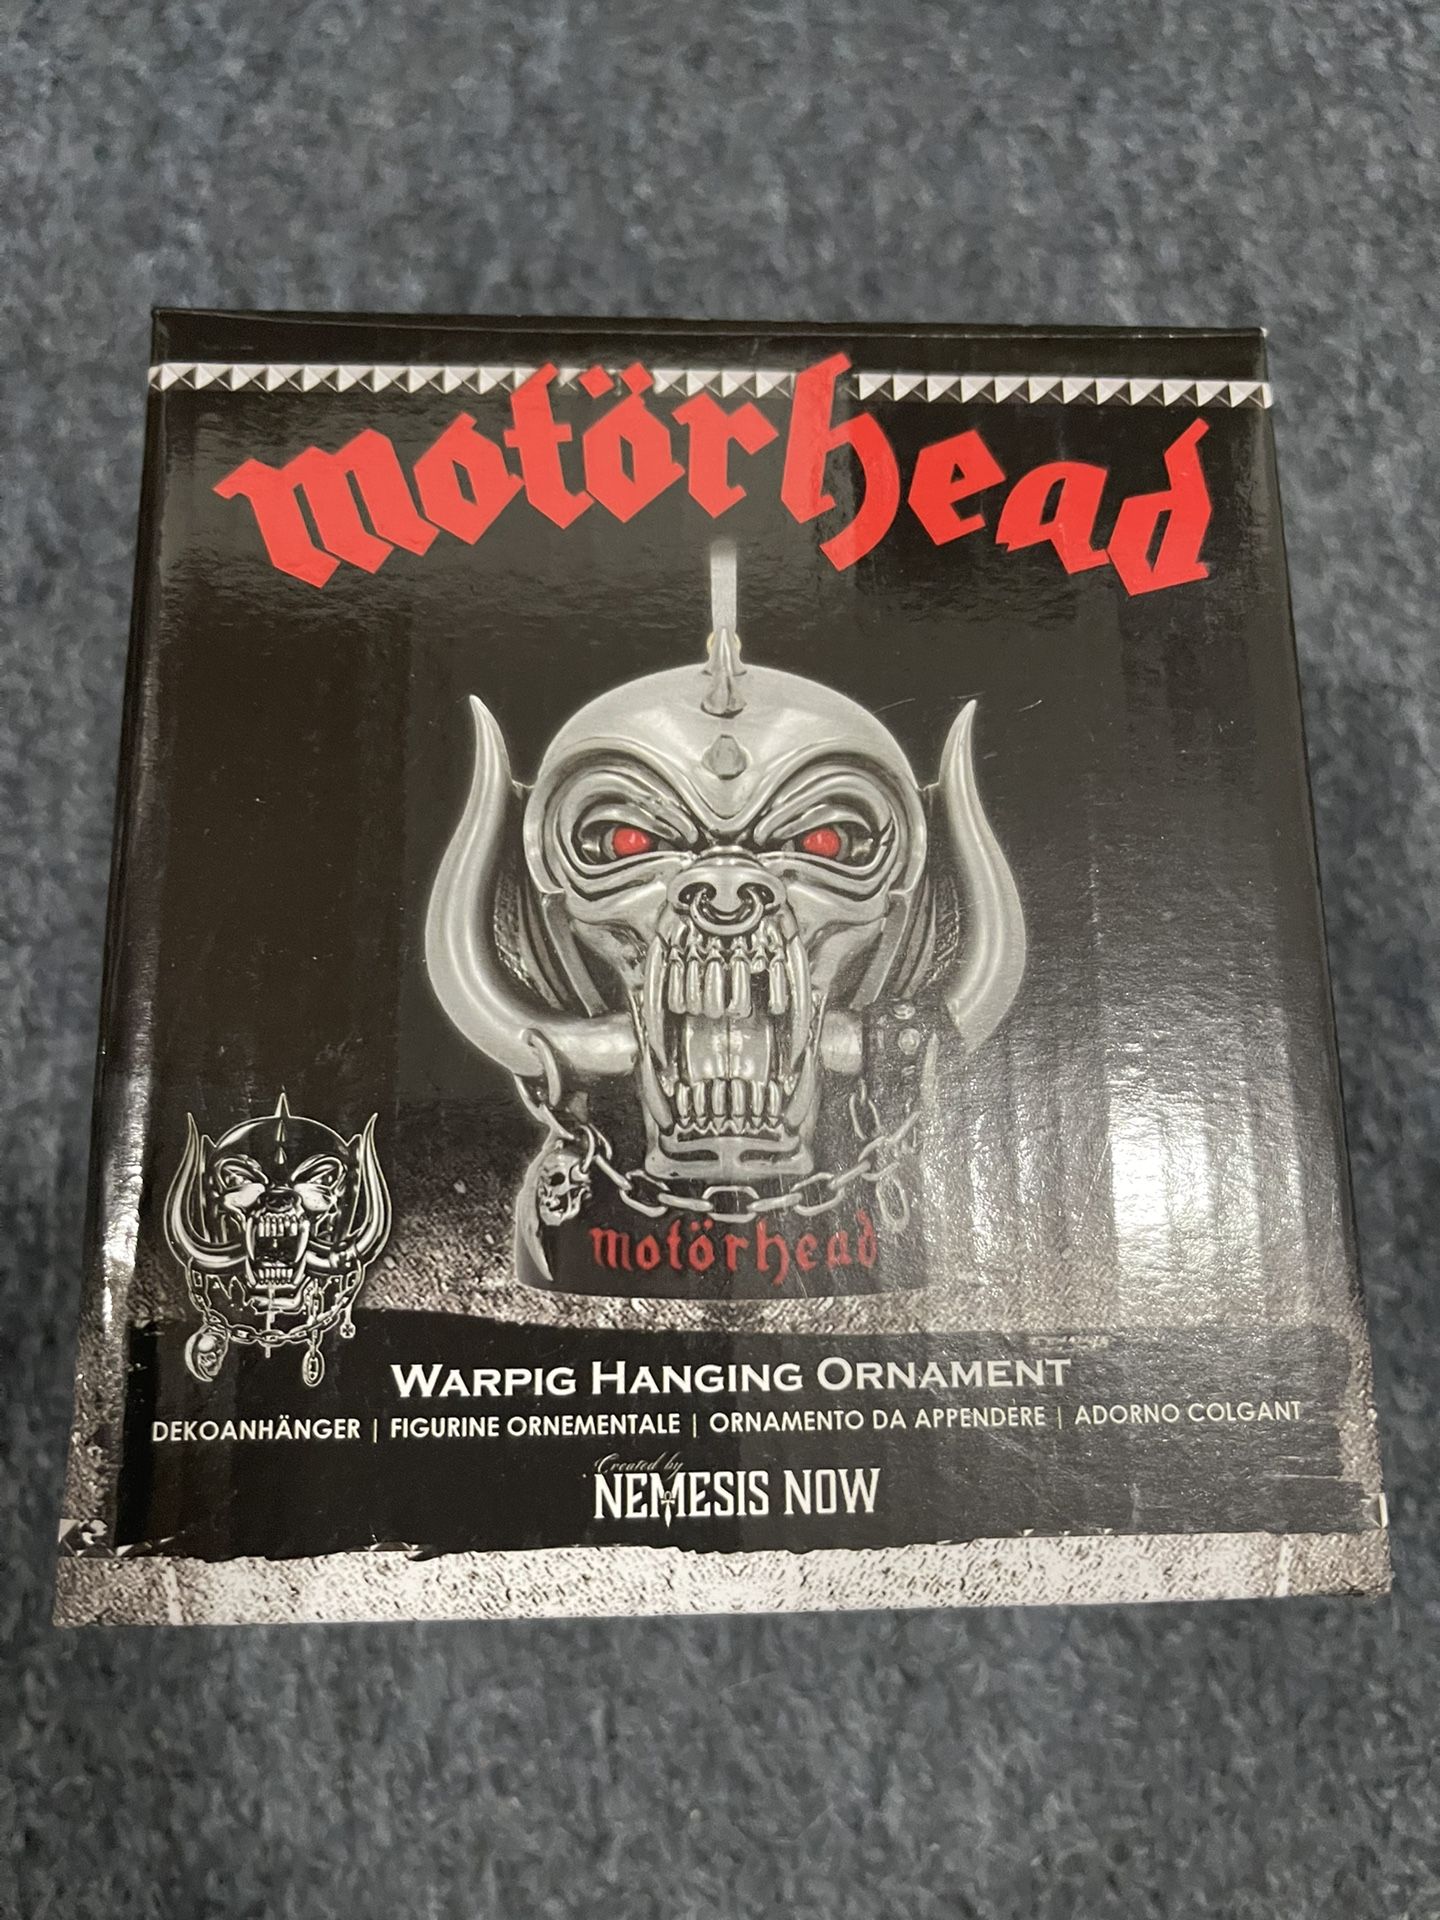 motörhead
motörhead
WARPIG HANGING ORNAMENT
DEKOANHÄNGER | FIGURINE ORNEMENTALE | ORNAMENTO DA APPENDERE | ADORNO COLGANT
Created by
NEMESIS NOW